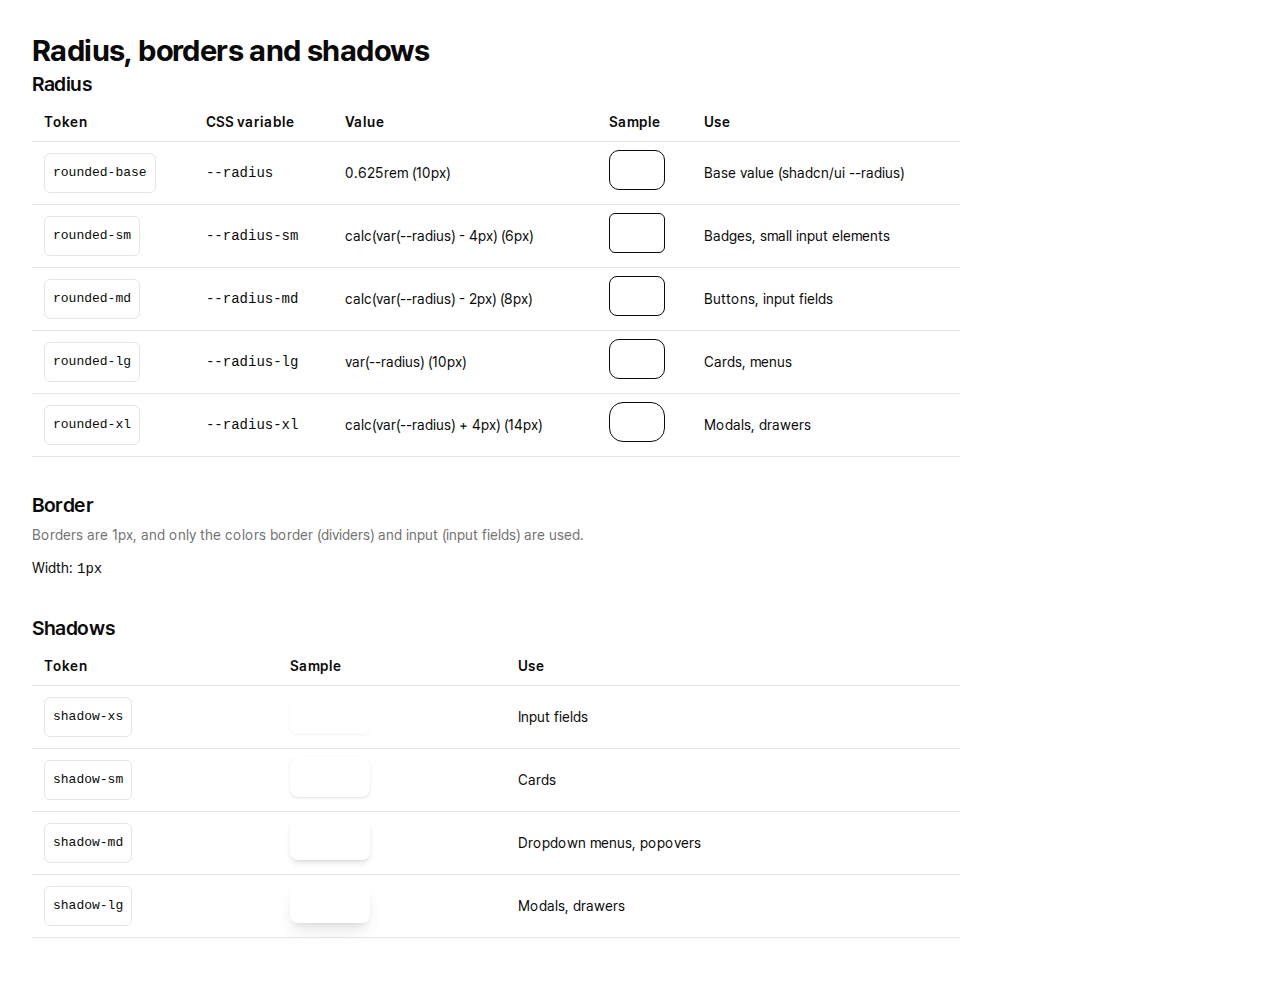 Radius, borders and shadows
Radius
Token CSS variable Value Sample Use
rounded-base --radius 0.625rem (10px) Base value (shadcn/ui --radius)
rounded-sm --radius-sm calc(var(--radius) - 4px) (6px) Badges, small input elements
rounded-md --radius-md calc(var(--radius) - 2px) (8px) Buttons, input fields
rounded-lg --radius-lg var(--radius) (10px) Cards, menus
rounded-xl --radius-xl calc(var(--radius) + 4px) (14px) Modals, drawers
Border
Borders are 1px, and only the colors border (dividers) and input (input fields) are used.
Width: 1px
Shadows
Token Sample Use
shadow-xs Input fields
shadow-sm Cards
shadow-md Dropdown menus, popovers
shadow-lg Modals, drawers